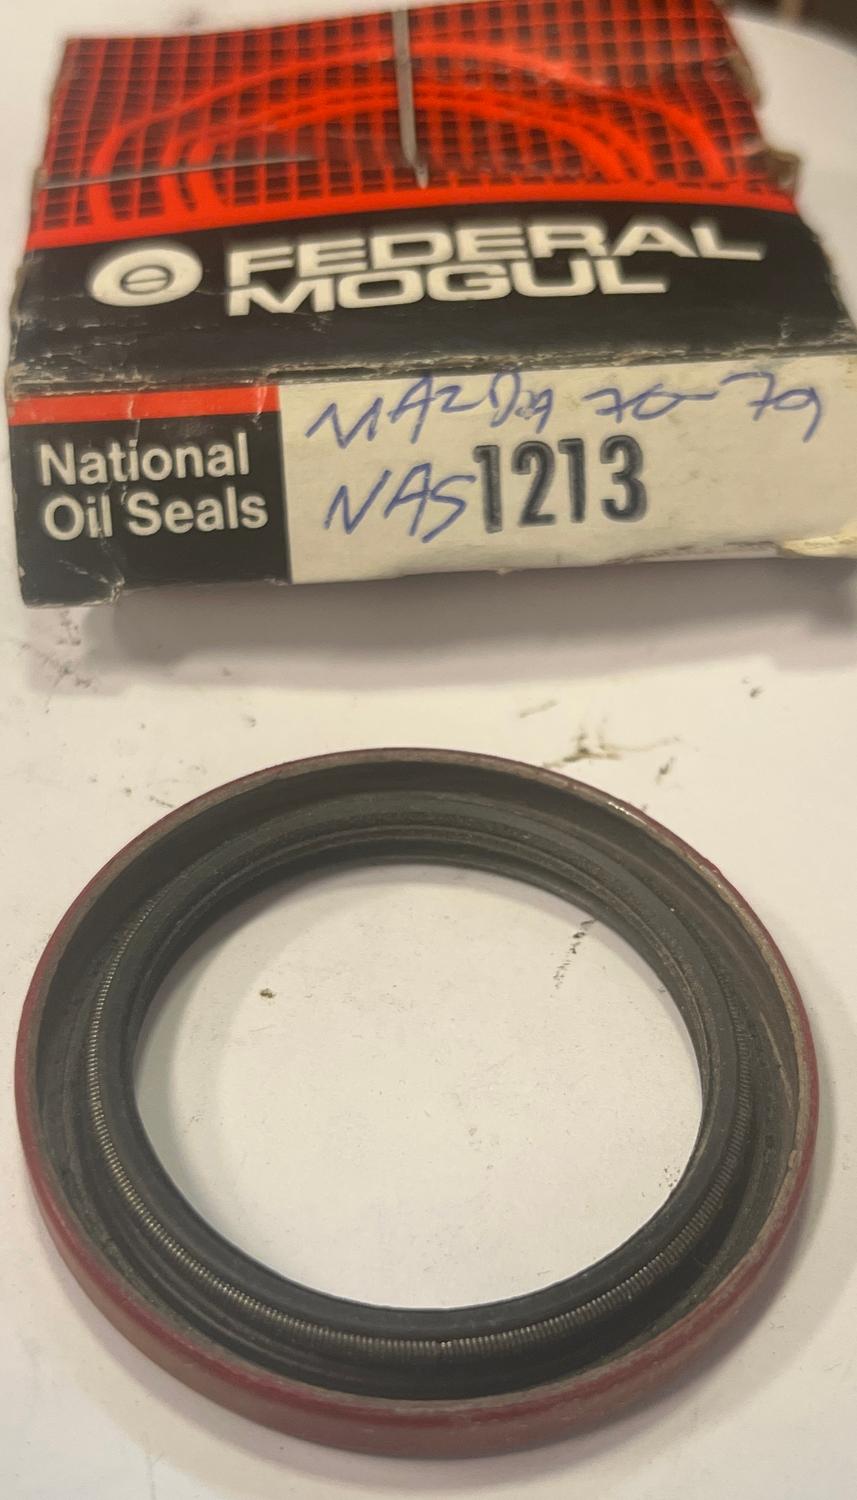 FEDERAL
MOGUL
National
Oil Seals
MAZDA 70-79
NAS1213